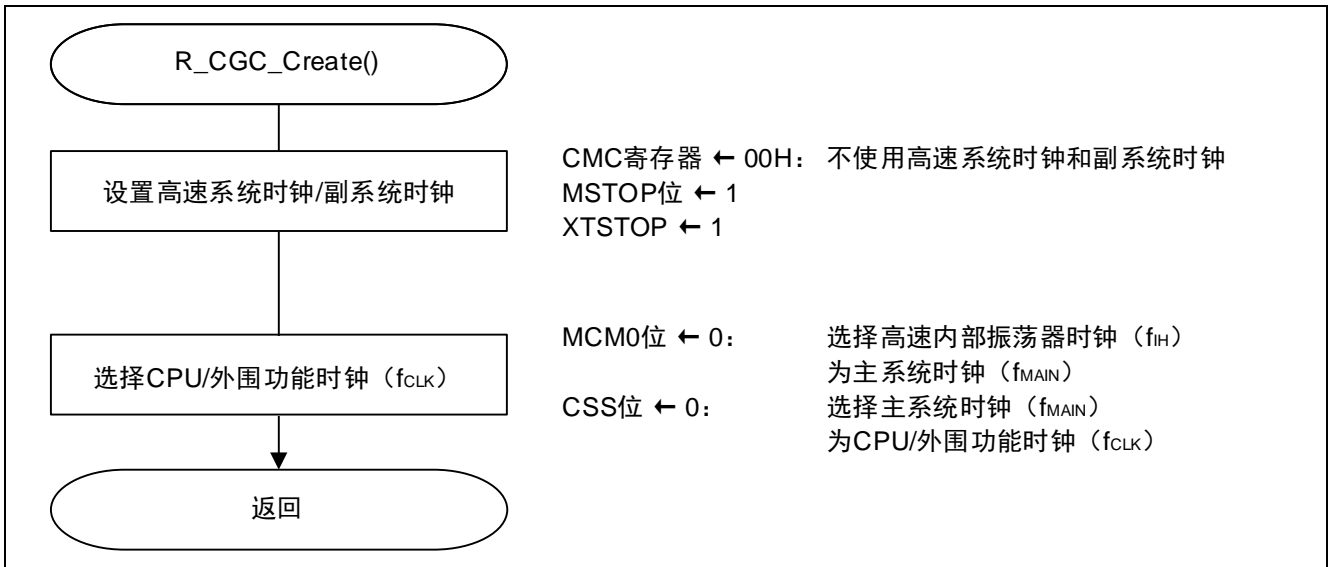 R_CGC_Create()
设置高速系统时钟/副系统时钟
CMC寄存器 ← 00H： 不使用高速系统时钟和副系统时钟
MSTOP位 ← 1
XTSTOP ← 1
选择CPU/外围功能时钟（fCLK）
MCM0位 ← 0： 选择高速内部振荡器时钟（fIH）
为主系统时钟（fMAIN）
CSS位 ← 0： 选择主系统时钟（fMAIN）
为CPU/外围功能时钟（fCLK）
返回